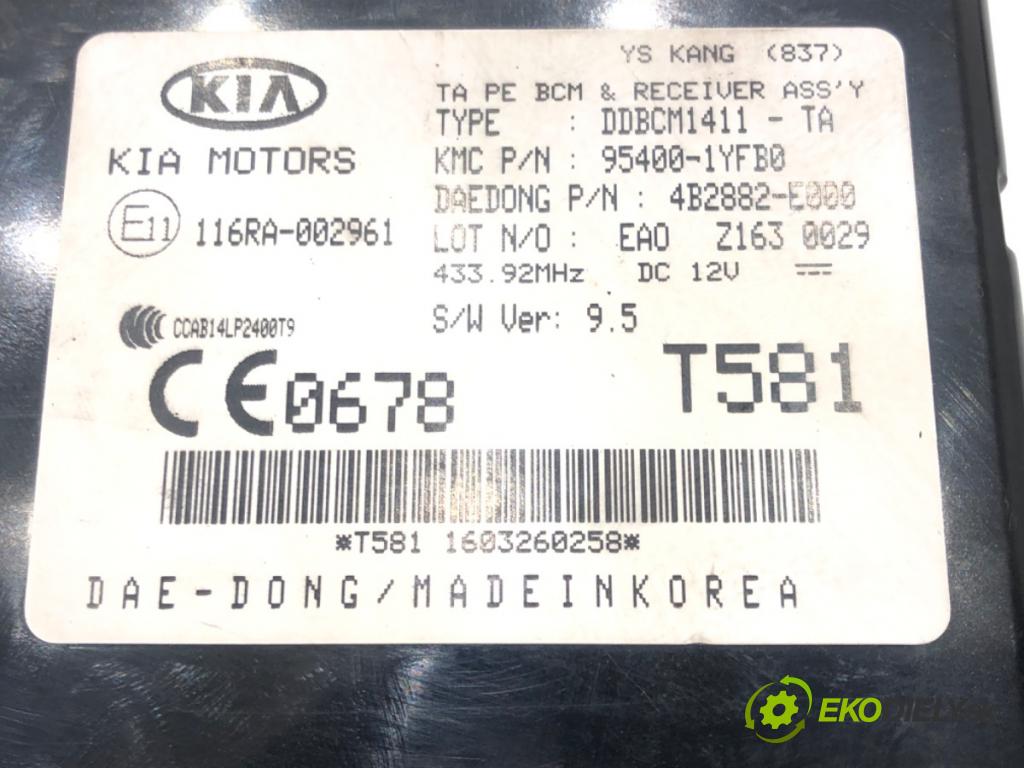 YS KANG (837)
KIA
TA PE BCM & RECEIVER ASS'Y
TYPE : DDBCM1411 - TA
KIA MOTORS
KMC P/N : 95400-1YFB0
DAEDONG P/N : 4B2882-E000
E11 116RA-002961
LOT N/O : EAO Z163 0029
433.92MHz DC 12V
CCAB14LP2400T9
S/W Ver: 9.5
CE0678
T581
*T581 1603260258*
DAE-DONG/MADEINKOREA
EKO